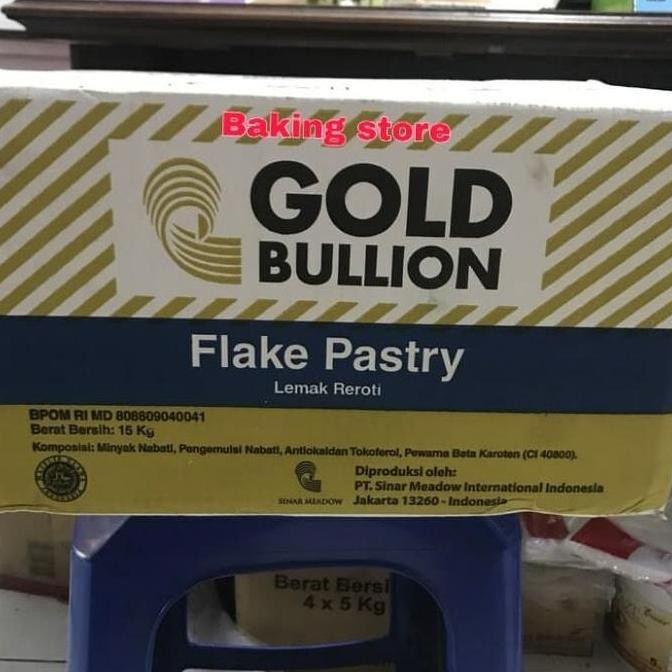 Baking store
GOLD
BULLION
Flake Pastry
Lemak Reroti
BPOM RI MD 808609040041
Berat Bersih: 15 Kg
Komposisi: Minyak Nabati, Pengemulsi Nabati, Antioksidan Tokoferol, Pewarna Beta Karoten (CI 40800).
Diproduksi oleh:
PT. Sinar Meadow International Indonesia
SINAR MEADOW
Jakarta 13260 - Indonesia
Berat Bersi
4 x 5 Kg